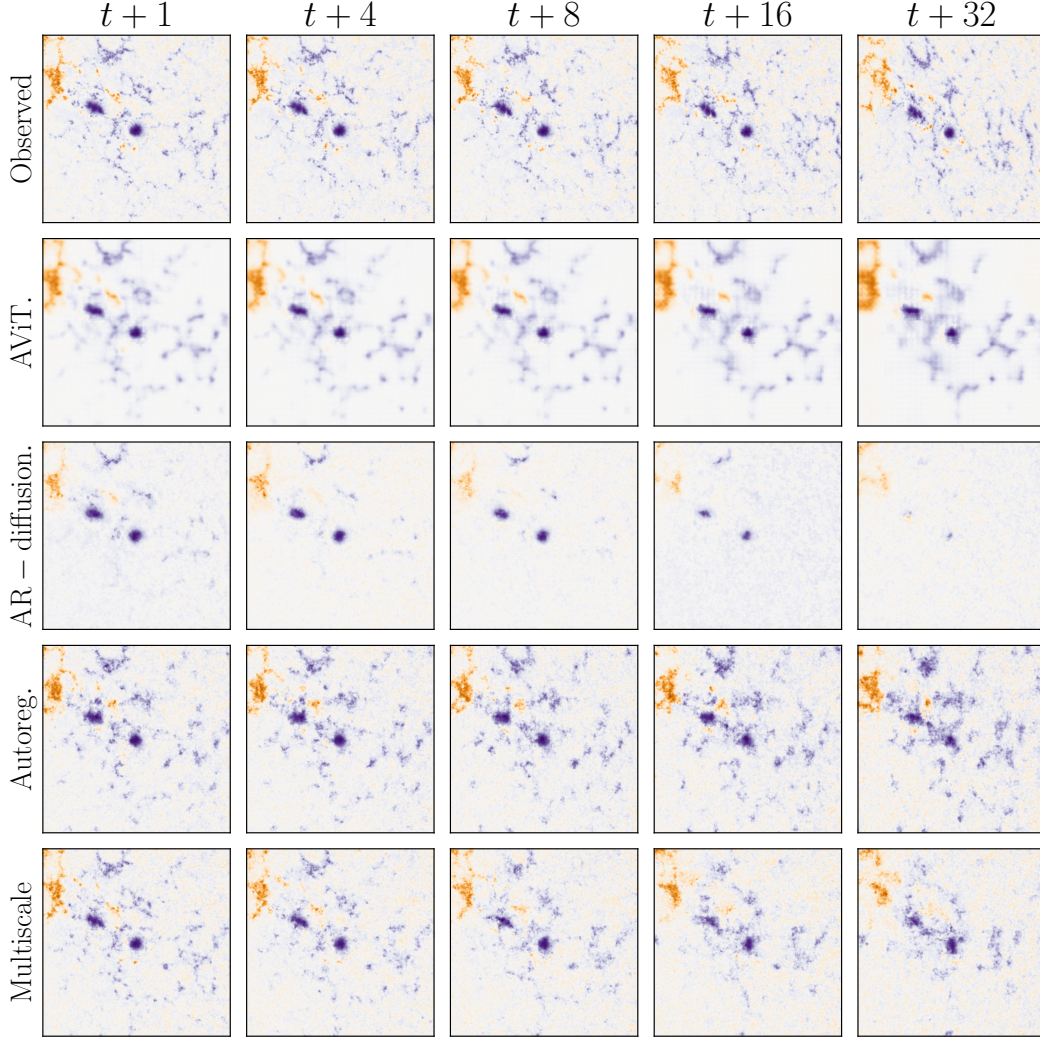 t + 1
t + 4
t + 8
t + 16
t + 32
Observed
AViT.
AR − diffusion.
Autoreg.
Multiscale